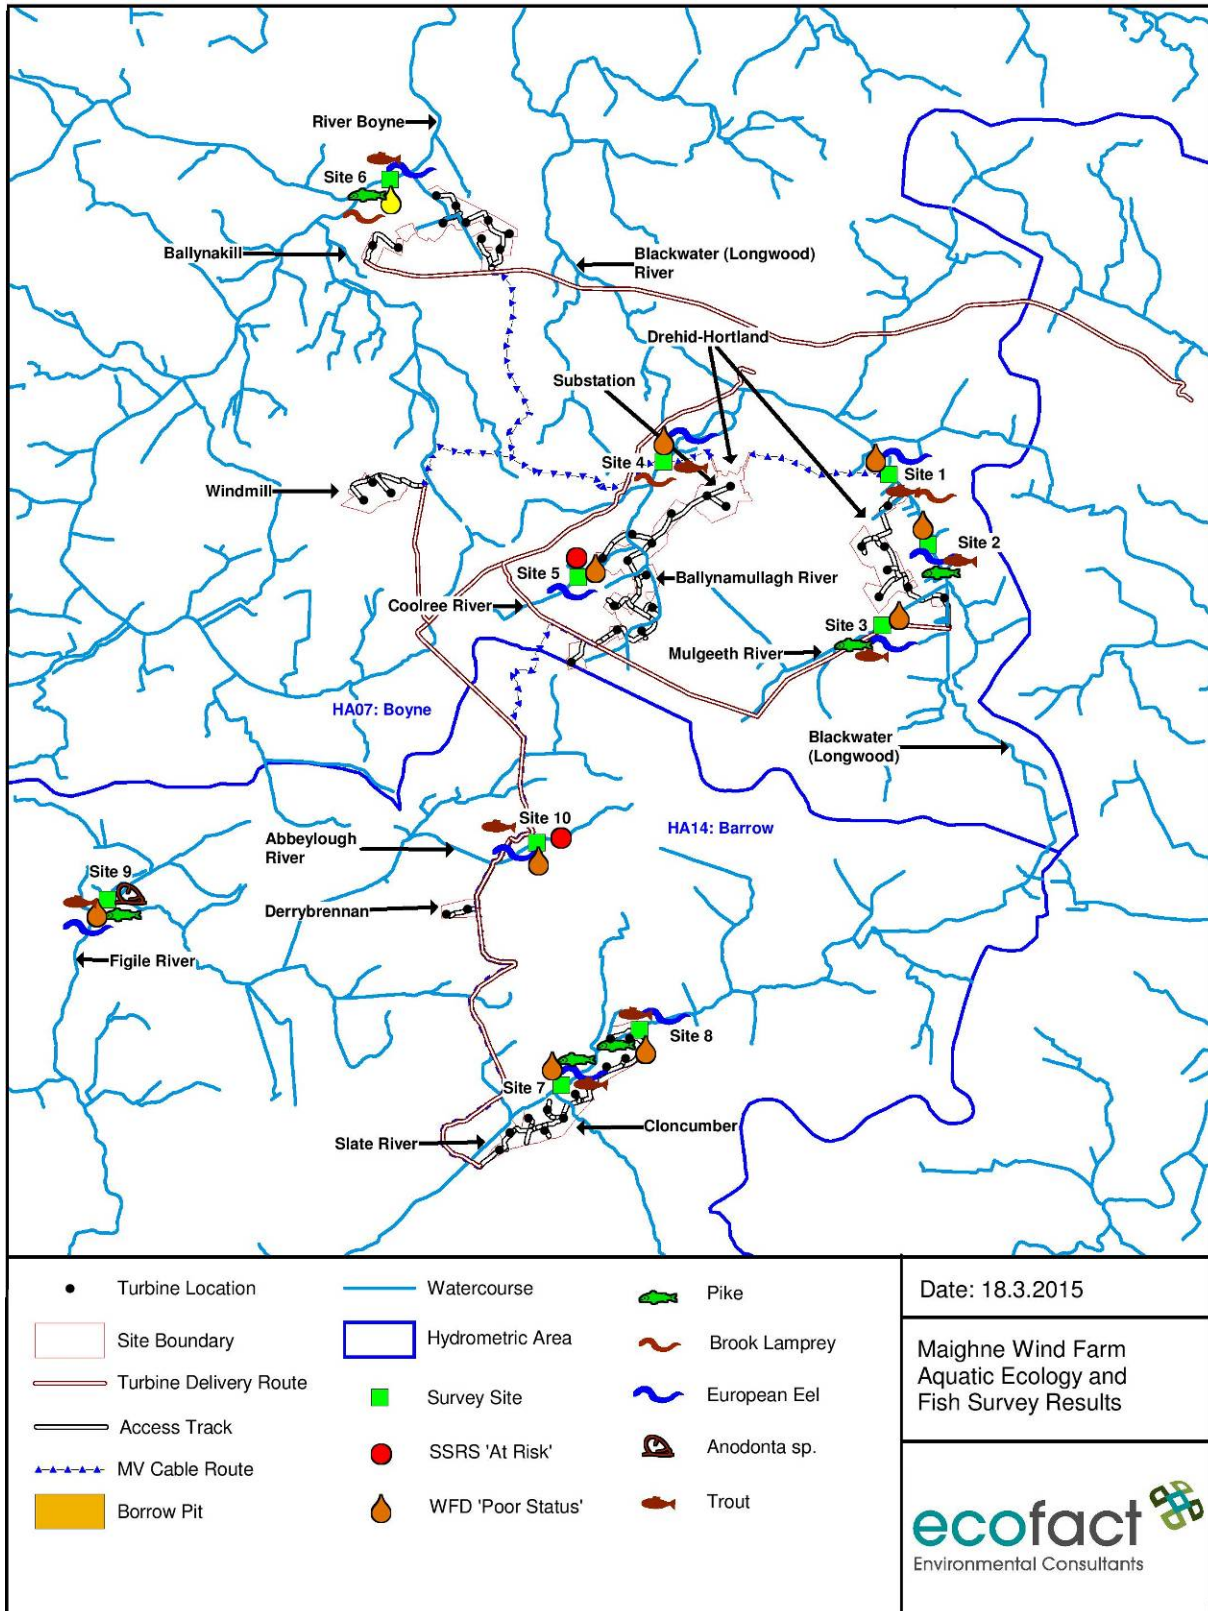 River Boyne
Site 6
Ballynakill
Blackwater (Longwood)
River
Drehid-Hortland
Substation
Site 4
Site 1
Windmill
Site 2
Site 5
Ballynamullagh River
Coolree River
Site 3
Mulgeeth River
HA07: Boyne
Blackwater
(Longwood)
Site 10
HA14: Barrow
Abbeylough
River
Site 9
Derrybrennan
Figile River
Site 8
Site 7
Cloncumber
Slate River
Turbine Location
Site Boundary
Turbine Delivery Route
Access Track
MV Cable Route
Borrow Pit
Watercourse
Hydrometric Area
Survey Site
SSRS 'At Risk'
WFD 'Poor Status'
Pike
Brook Lamprey
European Eel
Anodonta sp.
Trout
Date: 18.3.2015
Maighne Wind Farm
Aquatic Ecology and
Fish Survey Results
ecofact
Environmental Consultants